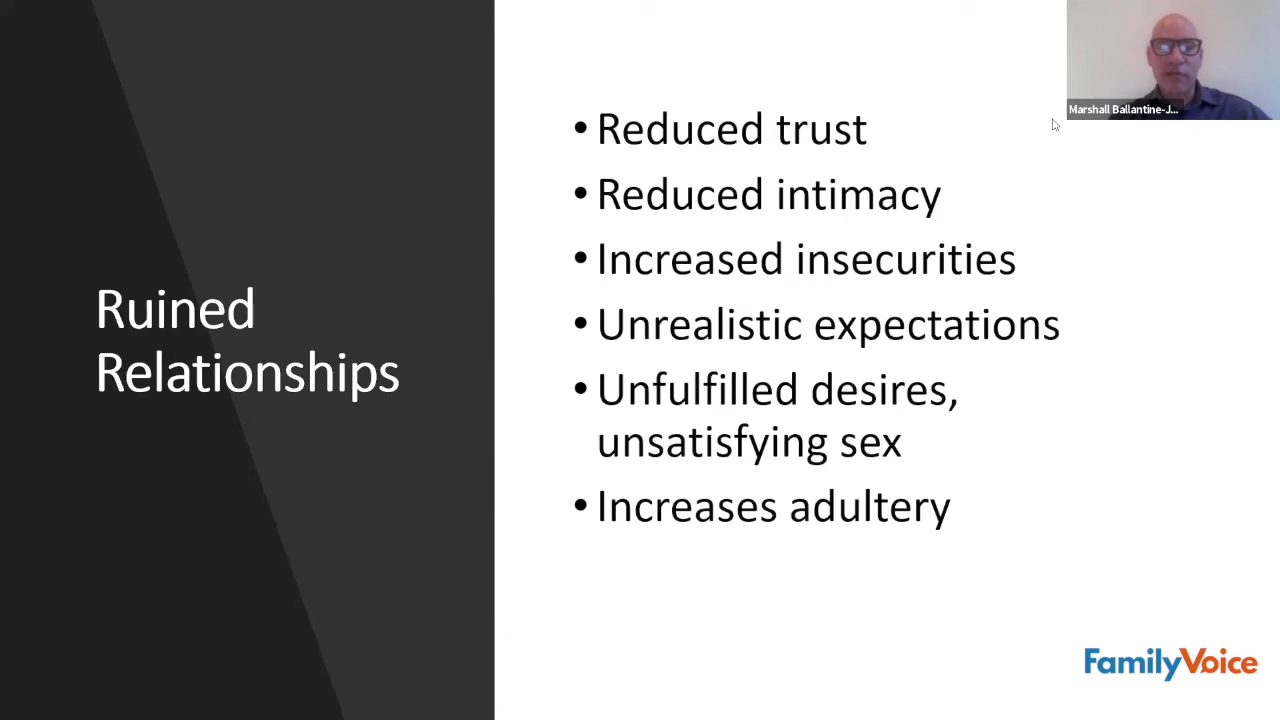 Marshall Ballantine-J...
Ruined
Relationships
• Reduced trust
• Reduced intimacy
• Increased insecurities
• Unrealistic expectations
• Unfulfilled desires,
unsatisfying sex
• Increases adultery
FamilyVoice